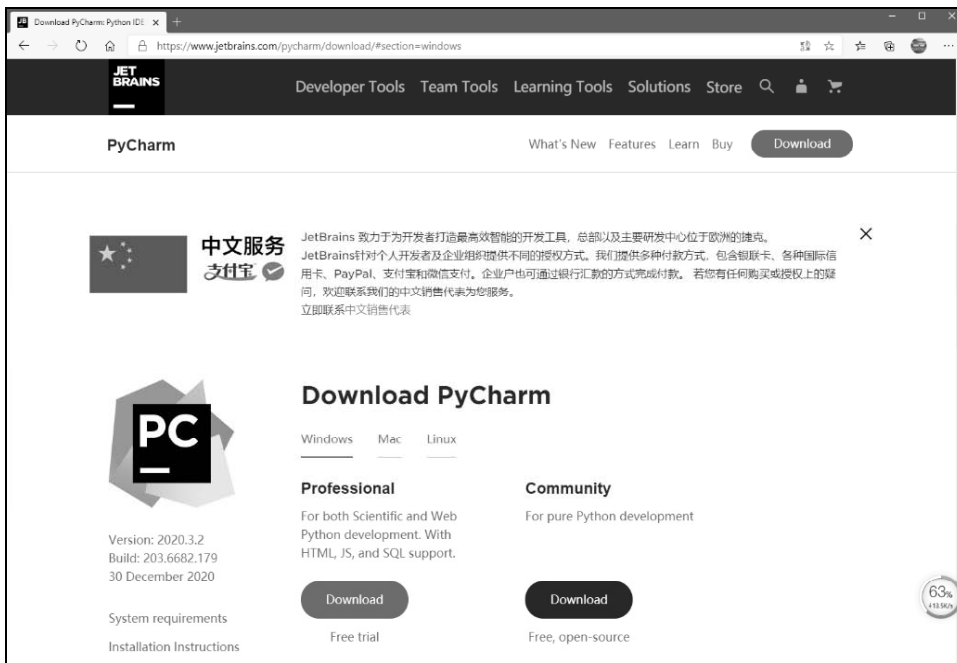 Download PyCharm: Python IDE
https://www.jetbrains.com/pycharm/download/#section=windows
JET
BRAINS
Developer Tools Team Tools Learning Tools Solutions Store
PyCharm
What's New Features Learn Buy Download
中文服务
支付宝
JetBrains 致力于为开发者打造最高效智能的开发工具，总部以及主要研发中心位于欧洲的捷克。
JetBrains针对个人开发者及企业组织提供不同的授权方式。我们提供多种付款方式，包含银联卡、各种国际信
用卡、PayPal、支付宝和微信支付。企业户也可通过银行汇款的方式完成付款。 若您有任何购买或授权上的疑
问，欢迎联系我们的中文销售代表为您服务。
立即联系中文销售代表
PC
Download PyCharm
Windows Mac Linux
Professional
For both Scientific and Web
Python development. With
HTML, JS, and SQL support.
Download
Free trial
Community
For pure Python development
Download
Free, open-source
Version: 2020.3.2
Build: 203.6682.179
30 December 2020
System requirements
Installation Instructions
63%